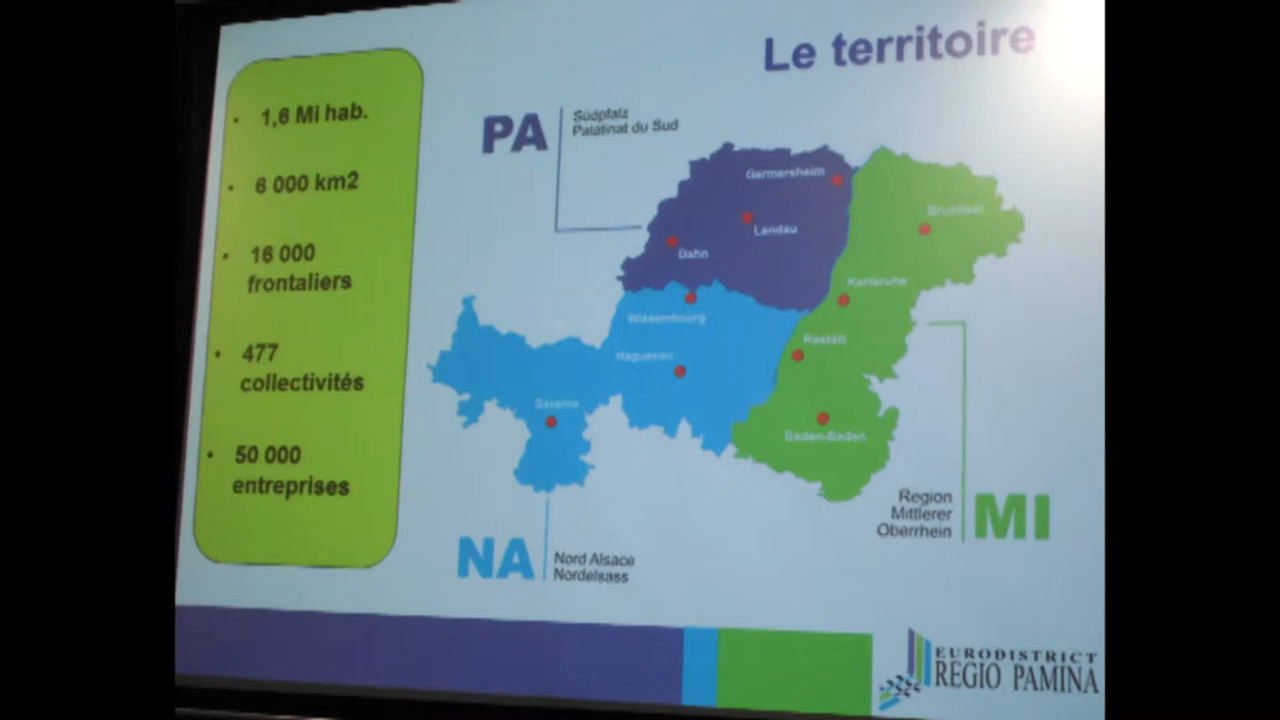 Le territoire
• 1,6 Mi hab.
• 6 000 km2
• 16 000
frontaliers
• 477
collectivités
• 50 000
entreprises
PA
Südpfalz
Palatinat du Sud
Germersheim
Landau
Dahn
Bruchsal
Karlsruhe
Wissembourg
Rastatt
Haguenau
Saverne
Baden-Baden
Region
Mittlerer
Oberrhein
MI
NA
Nord Alsace
Nordelsass
EURODISTRICT
REGIO PAMINA